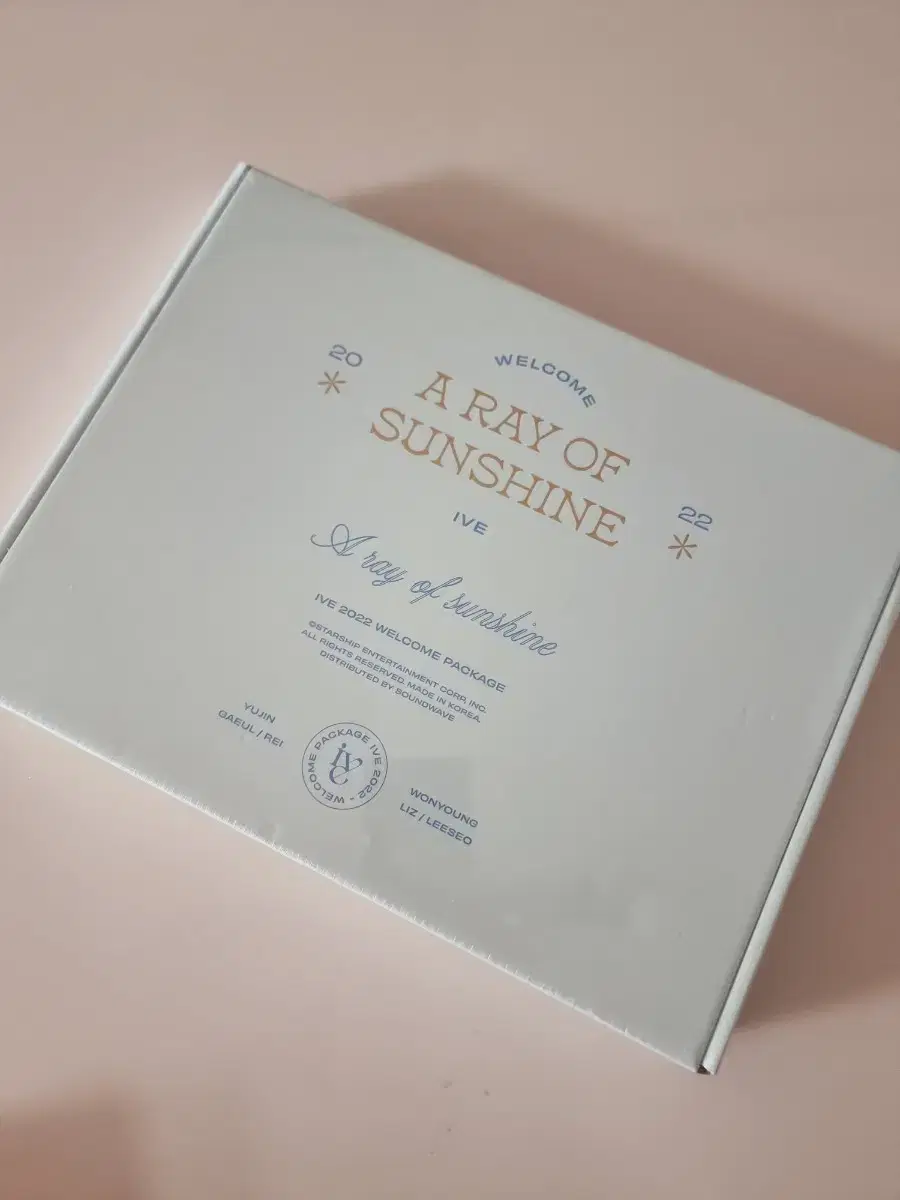 WELCOME
20
A RAY OF
SUNSHINE
22
IVE
A ray of sunshine
IVE 2022 WELCOME PACKAGE
©STARSHIP ENTERTAINMENT CORP, INC.
ALL RIGHTS RESERVED. MADE IN KOREA.
DISTRIBUTED BY SOUNDWAVE
YUJIN
GAEUL / REI
WELCOME PACKAGE IVE 2022 -
IVE
WONYOUNG
LIZ / LEESEO